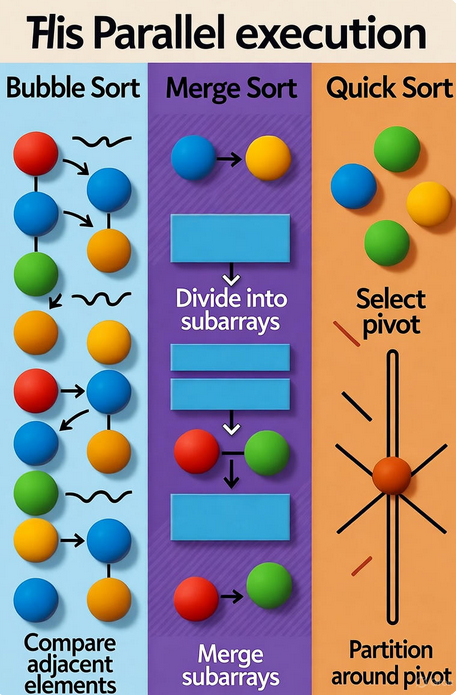 This Parallel execution
Bubble Sort
Merge Sort
Quick Sort
Divide into
subarrays
Select
pivot
Compare
adjacent
elements
Merge
subarrays
Partition
around pivot